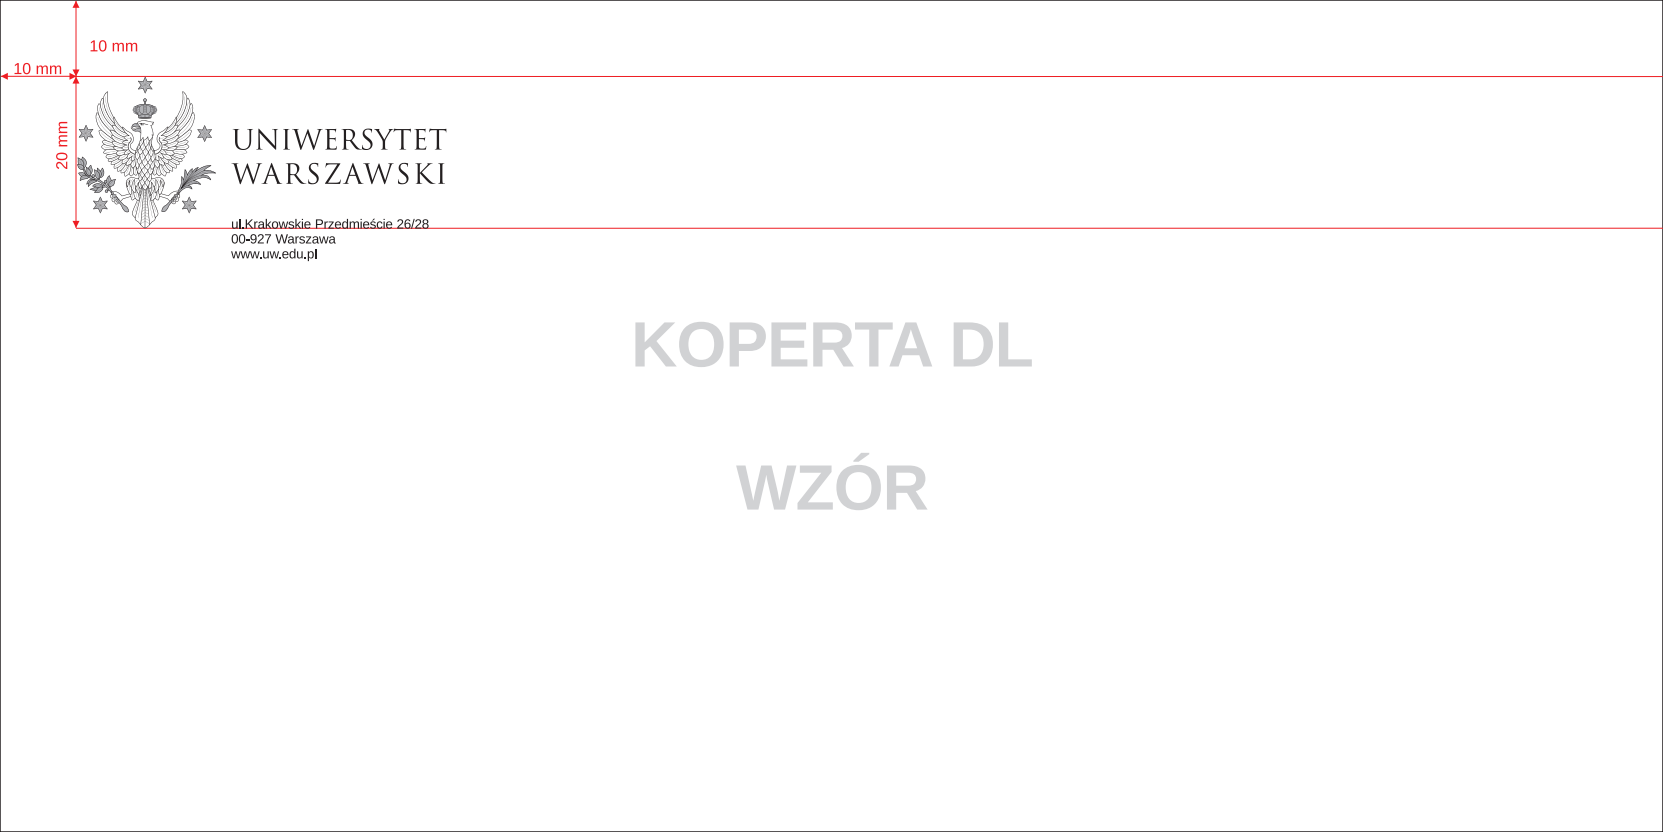 10 mm
10 mm
20 mm
UNIWERSYTET
WARSZAWSKI
ul.Krakowskie Przedmieście 26/28
00-927 Warszawa
www.uw.edu.pl
KOPERTA DL
WZÓR